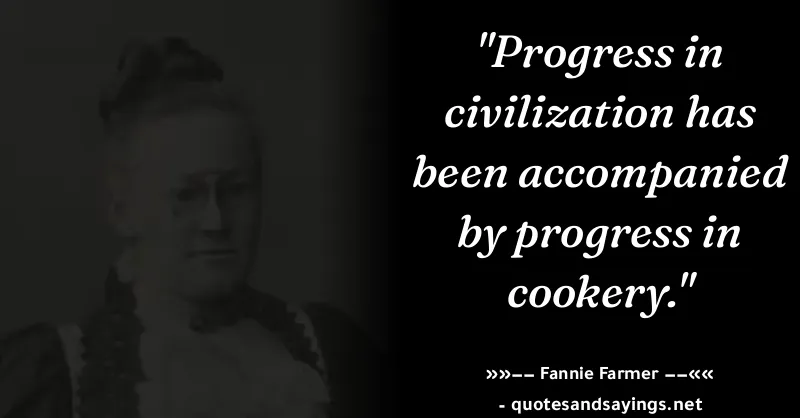 "Progress in
civilization has
been accompanied
by progress in
cookery."
»»−− Fannie Farmer −−««
- quotesandsayings.net